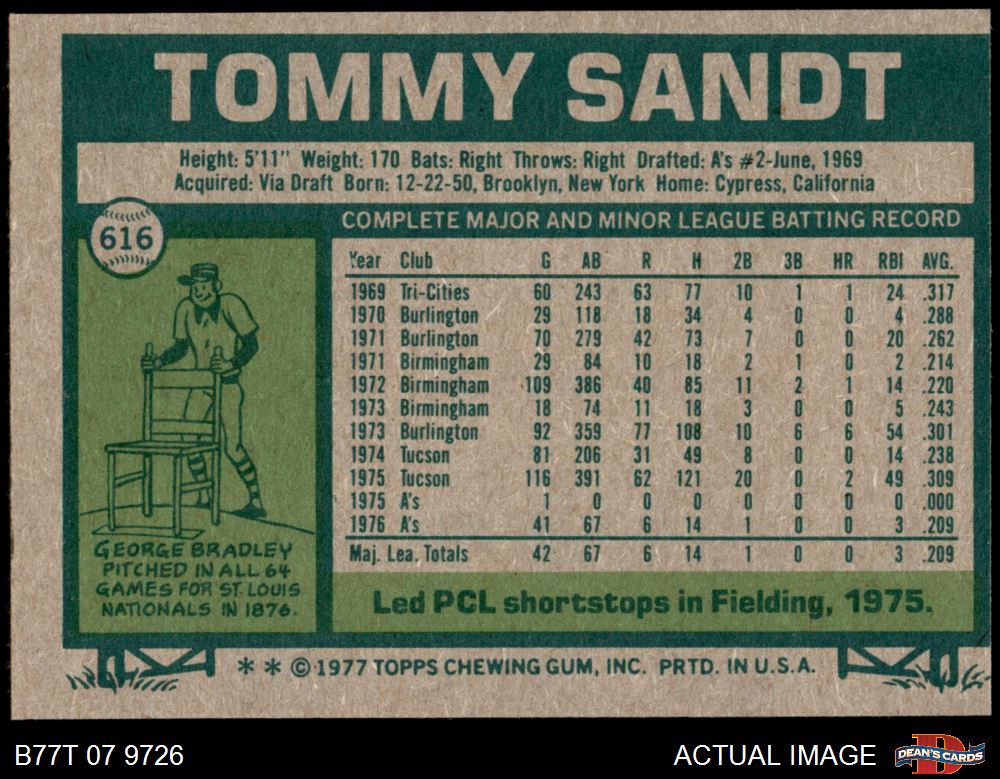 TOMMY SANDT
Height: 5'11" Weight: 170 Bats: Right Throws: Right Drafted: A's #2-June, 1969
Acquired: Via Draft Born: 12-22-50, Brooklyn, New York Home: Cypress, California
616
COMPLETE MAJOR AND MINOR LEAGUE BATTING RECORD
Year Club G AB R H 2B 3B HR RBI AVG.
1969 Tri-Cities 60 243 63 77 10 1 1 24 .317
1970 Burlington 29 118 18 34 4 0 0 4 .288
1971 Burlington 70 279 42 73 7 0 0 20 .262
1971 Birmingham 29 84 10 18 2 1 0 2 .214
1972 Birmingham 109 386 40 85 11 2 1 14 .220
1973 Birmingham 18 74 11 18 3 0 0 5 .243
1973 Burlington 92 359 77 108 10 6 6 54 .301
1974 Tucson 81 206 31 49 8 0 0 14 .238
1975 Tucson 116 391 62 121 20 0 2 49 .309
1975 A's 1 0 0 0 0 0 0 0 .000
1976 A's 41 67 6 14 1 0 0 3 .209
Maj. Lea. Totals 42 67 6 14 1 0 0 3 .209
GEORGE BRADLEY
PITCHED IN ALL 64
GAMES FOR ST. LOUIS
NATIONALS IN 1876.
Led PCL shortstops in Fielding, 1975.
* * © 1977 TOPPS CHEWING GUM, INC. PRTD. IN U.S.A.
B77T 07 9726
ACTUAL IMAGE
D
DEAN'S CARDS